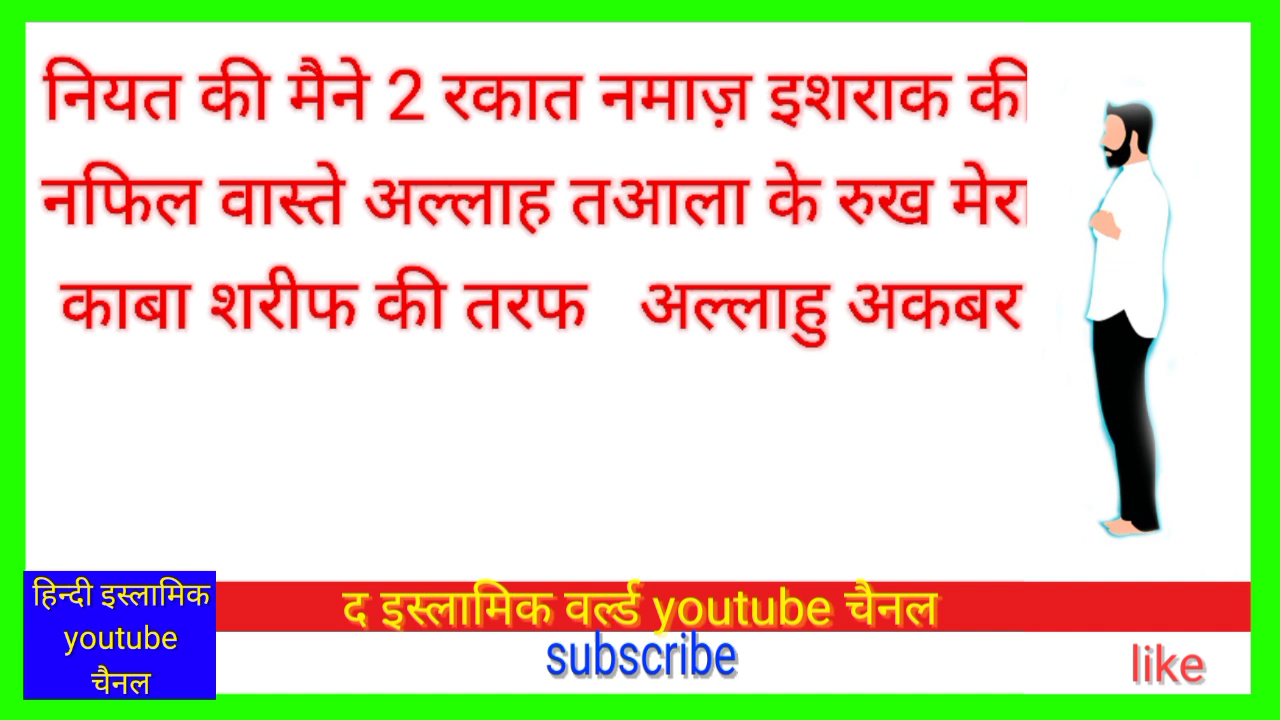 नियत की मैने 2 रकात नमाज़ इशराक की
नफिल वास्ते अल्लाह तआला के रुख मेरा
काबा शरीफ की तरफ अल्लाहु अकबर
हिन्दी इस्लामिक
youtube
चैनल
द इस्लामिक वर्ल्ड youtube चैनल
subscribe
like